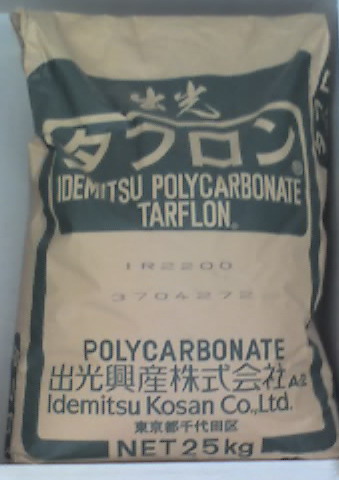 出光
タフロン®
IDEMITSU POLYCARBONATE
TARFLON®
IR2200
3704272
POLYCARBONATE
出光興産株式会社 A-2
Idemitsu Kosan Co., Ltd.
東京都千代田区
NET 25kg